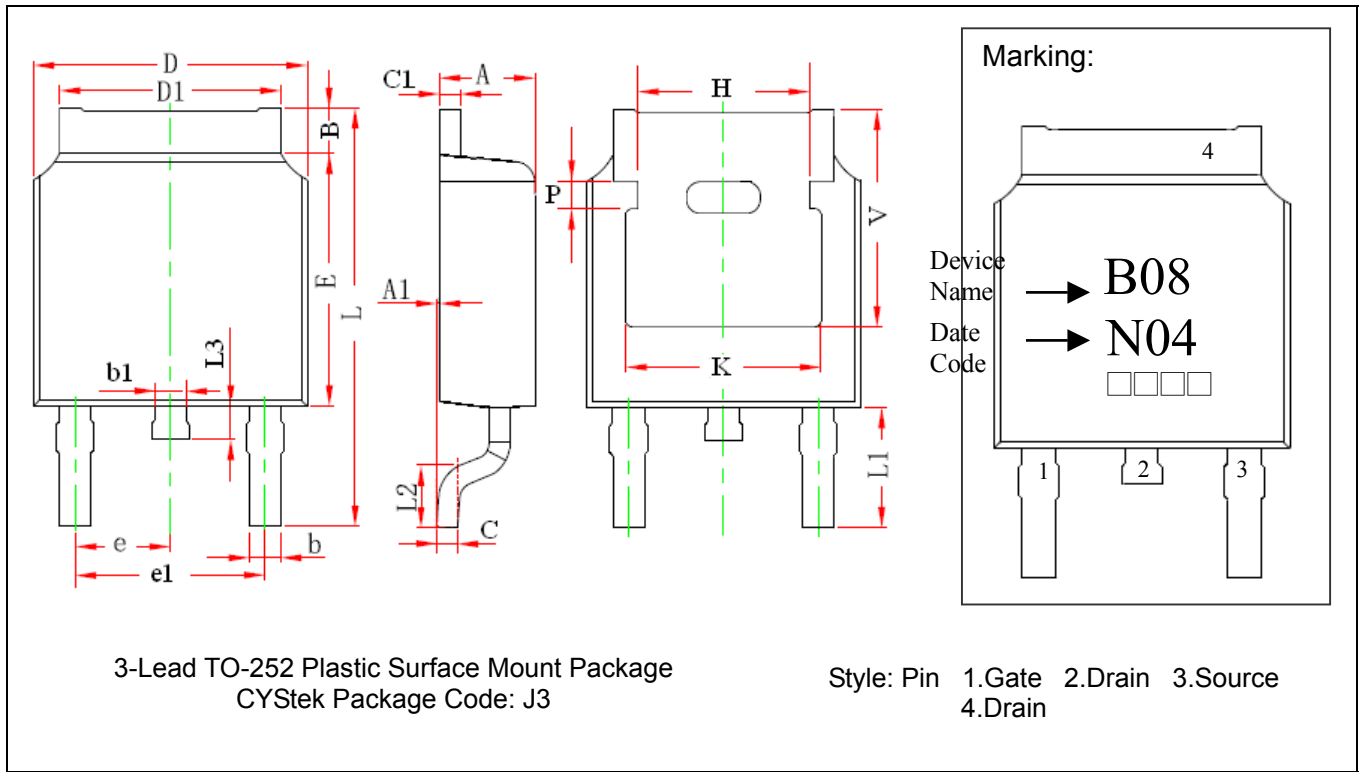 D
D1
B
E
L
L3
b1
e
e1
b
C1
A
A1
L2
C
H
P
V
K
L1
Marking:
4
Device
Name
B08
Date
Code
N04
□□□□
1 2 3
3-Lead TO-252 Plastic Surface Mount Package
CYStek Package Code: J3
Style: Pin 1.Gate 2.Drain 3.Source
4.Drain